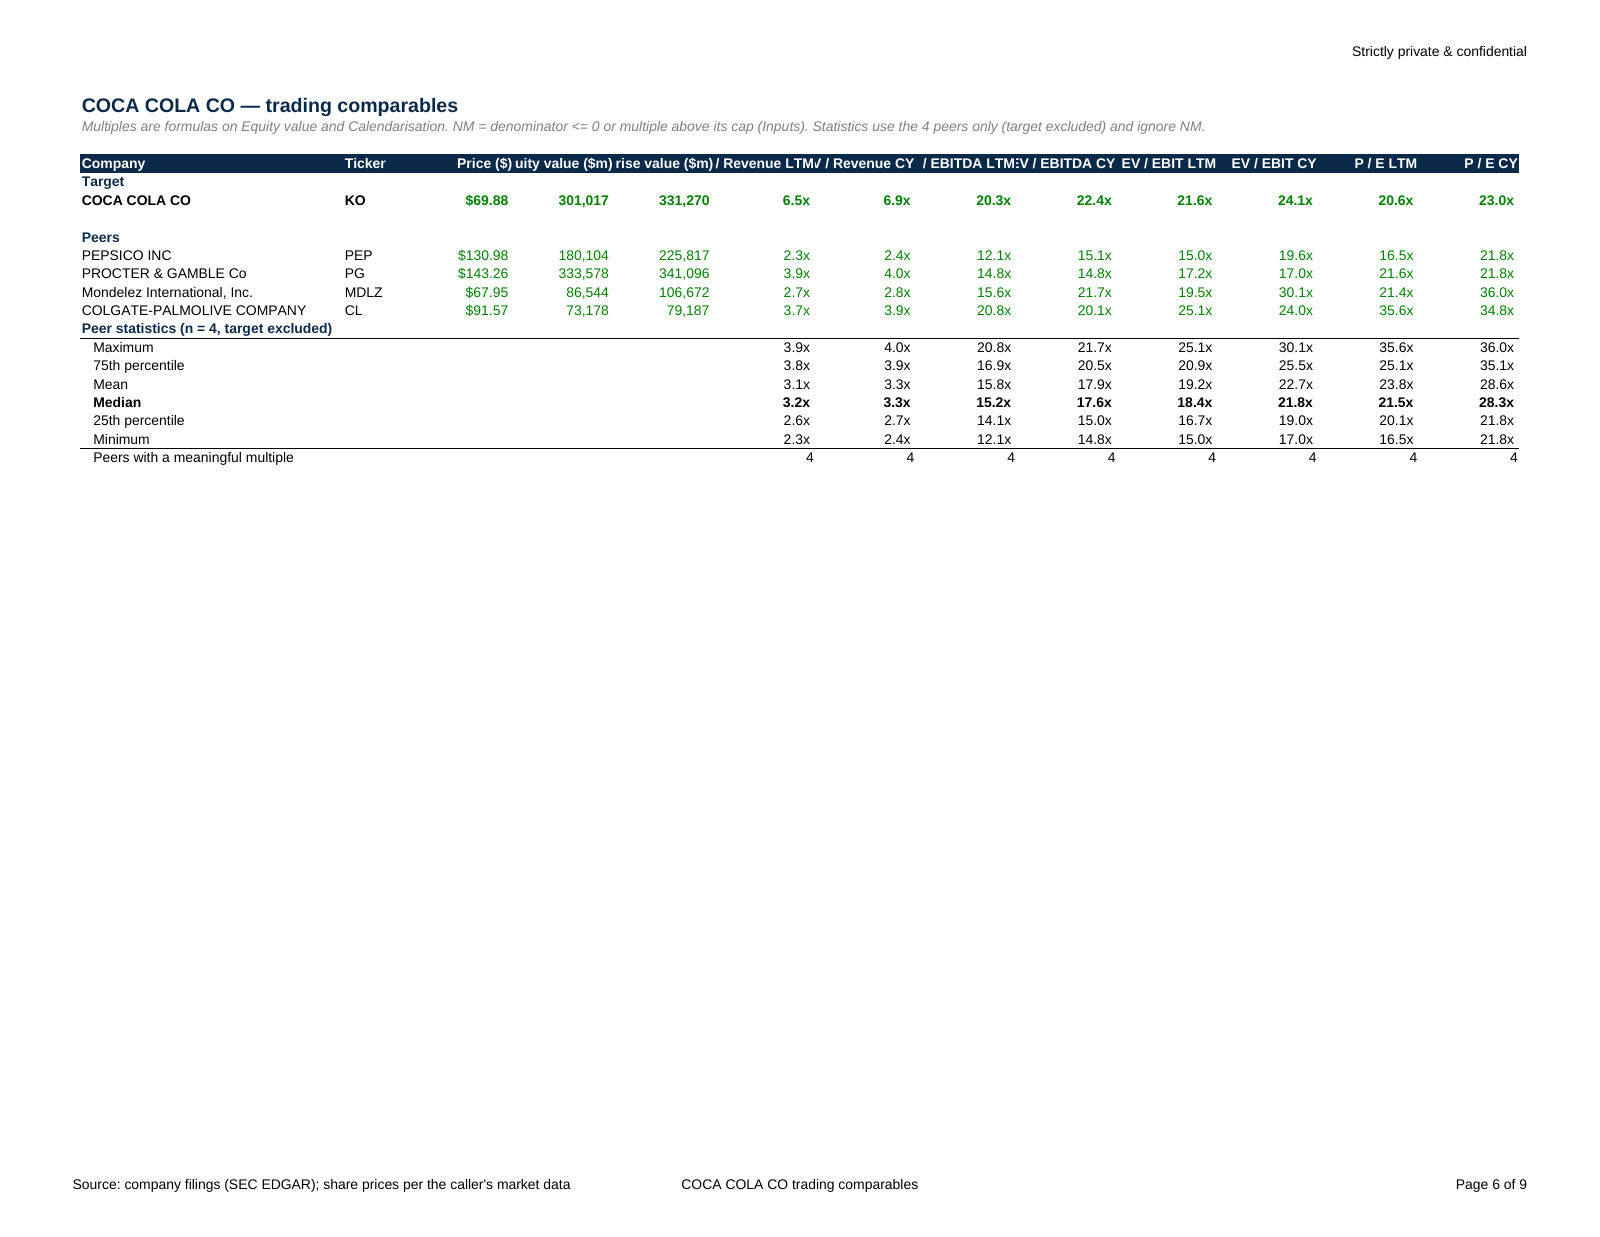 Strictly private & confidential
COCA COLA CO — trading comparables
Multiples are formulas on Equity value and Calendarisation. NM = denominator <= 0 or multiple above its cap (Inputs). Statistics use the 4 peers only (target excluded) and ignore NM.
Company Ticker Price ($) uity value ($m) rise value ($m) / Revenue LTM / Revenue CY / EBITDA LTM / EBITDA CY EV / EBIT LTM EV / EBIT CY P / E LTM P / E CY
Target
COCA COLA CO KO $69.88 301,017 331,270 6.5x 6.9x 20.3x 22.4x 21.6x 24.1x 20.6x 23.0x
Peers
PEPSICO INC PEP $130.98 180,104 225,817 2.3x 2.4x 12.1x 15.1x 15.0x 19.6x 16.5x 21.8x
PROCTER & GAMBLE Co PG $143.26 333,578 341,096 3.9x 4.0x 14.8x 14.8x 17.2x 17.0x 21.6x 21.8x
Mondelez International, Inc. MDLZ $67.95 86,544 106,672 2.7x 2.8x 15.6x 21.7x 19.5x 30.1x 21.4x 36.0x
COLGATE-PALMOLIVE COMPANY CL $91.57 73,178 79,187 3.7x 3.9x 20.8x 20.1x 25.1x 24.0x 35.6x 34.8x
Peer statistics (n = 4, target excluded)
Maximum 3.9x 4.0x 20.8x 21.7x 25.1x 30.1x 35.6x 36.0x
75th percentile 3.8x 3.9x 16.9x 20.5x 20.9x 25.5x 25.1x 35.1x
Mean 3.1x 3.3x 15.8x 17.9x 19.2x 22.7x 23.8x 28.6x
Median 3.2x 3.3x 15.2x 17.6x 18.4x 21.8x 21.5x 28.3x
25th percentile 2.6x 2.7x 14.1x 15.0x 16.7x 19.0x 20.1x 21.8x
Minimum 2.3x 2.4x 12.1x 14.8x 15.0x 17.0x 16.5x 21.8x
Peers with a meaningful multiple 4 4 4 4 4 4 4 4
Source: company filings (SEC EDGAR); share prices per the caller's market data COCA COLA CO trading comparables Page 6 of 9